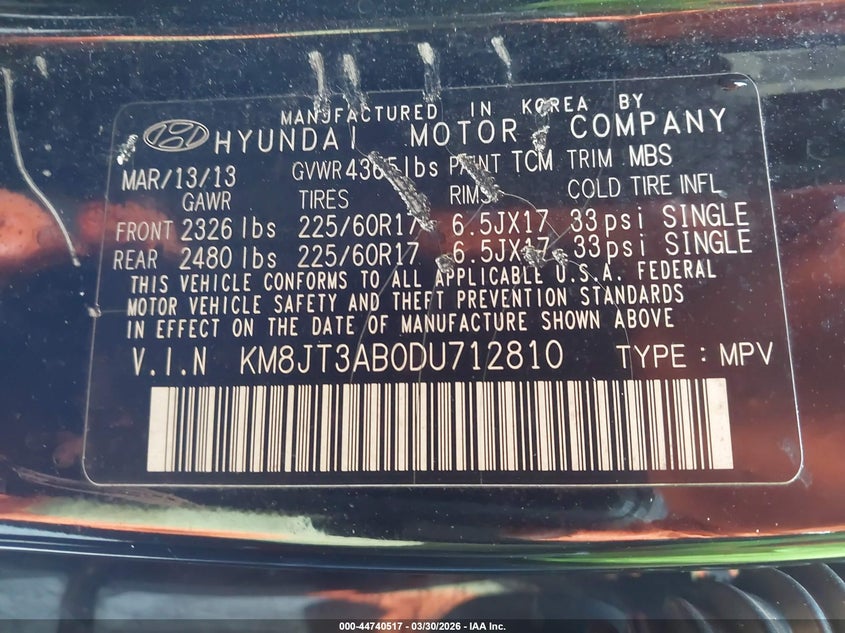 MANUFACTURED IN KOREA BY
HYUNDAI MOTOR COMPANY
MAR/13/13 GVWR 4365lbs PAINT TCM TRIM MBS
GAWR TIRES RIMS COLD TIRE INFL
FRONT 2326 lbs 225/60R17 6.5JX17 33psi SINGLE
REAR 2480 lbs 225/60R17 6.5JX17 33psi SINGLE
THIS VEHICLE CONFORMS TO ALL APPLICABLE U.S.A. FEDERAL
MOTOR VEHICLE SAFETY AND THEFT PREVENTION STANDARDS
IN EFFECT ON THE DATE OF MANUFACTURE SHOWN ABOVE
V.I.N KM8JT3AB0DU712810 TYPE : MPV
000-44740517 - 03/30/2026 - IAA Inc.